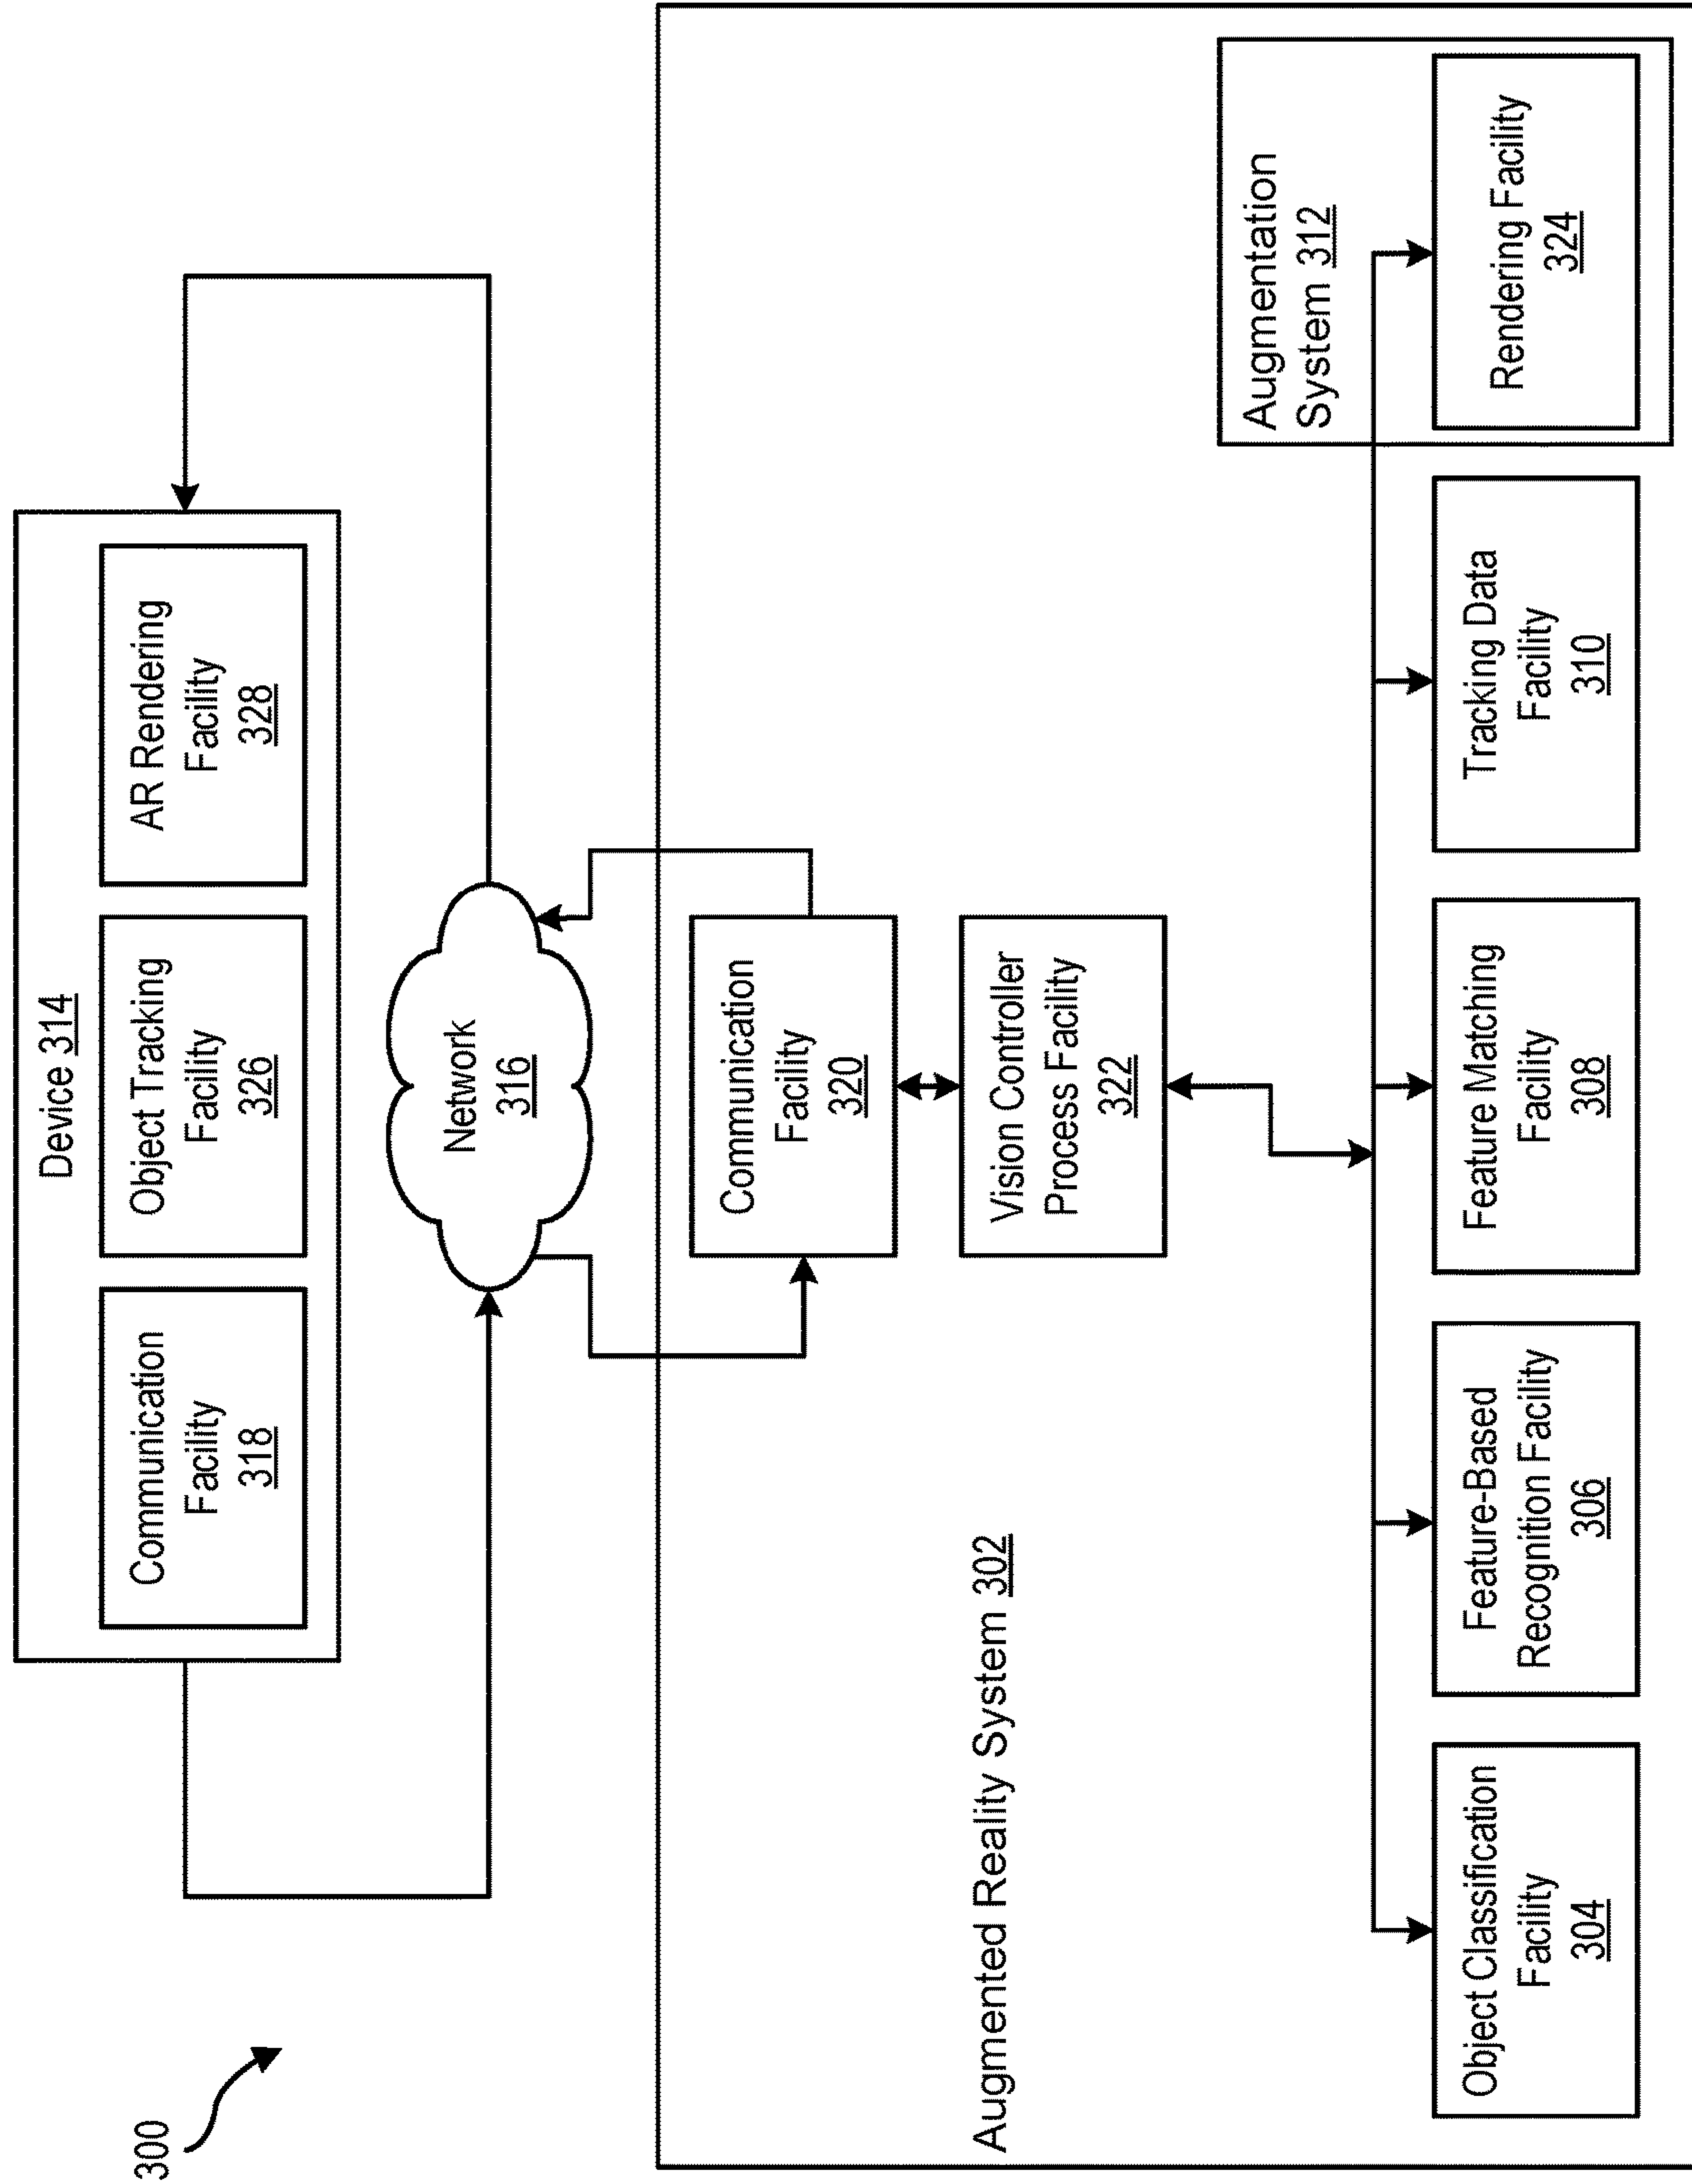 300
Device 314
Communication
Facility
318
Object Tracking
Facility
326
AR Rendering
Facility
328
Network
316
Augmented Reality System 302
Communication
Facility
320
Vision Controller
Process Facility
322
Object Classification
Facility
304
Feature-Based
Recognition Facility
306
Feature Matching
Facility
308
Tracking Data
Facility
310
Augmentation
System 312
Rendering Facility
324